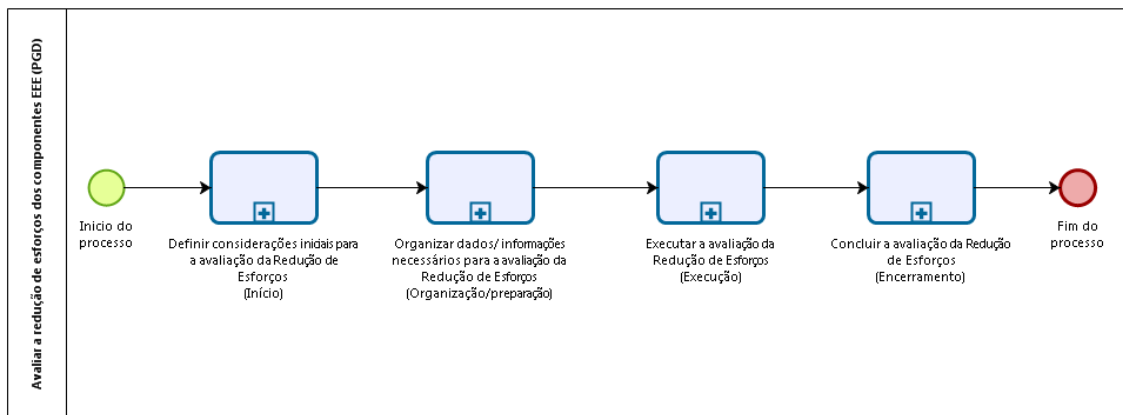 Avaliar a redução de esforços dos componentes EEE (PGD)
Inicio do
processo
Definir considerações iniciais para
a avaliação da Redução de
Esforços
(Início)
Organizar dados/ informações
necessários para a avaliação da
Redução de Esforços
(Organização/preparação)
Executar a avaliação da
Redução de Esforços
(Execução)
Concluir a avaliação da Redução
de Esforços
(Encerramento)
Fim do
processo